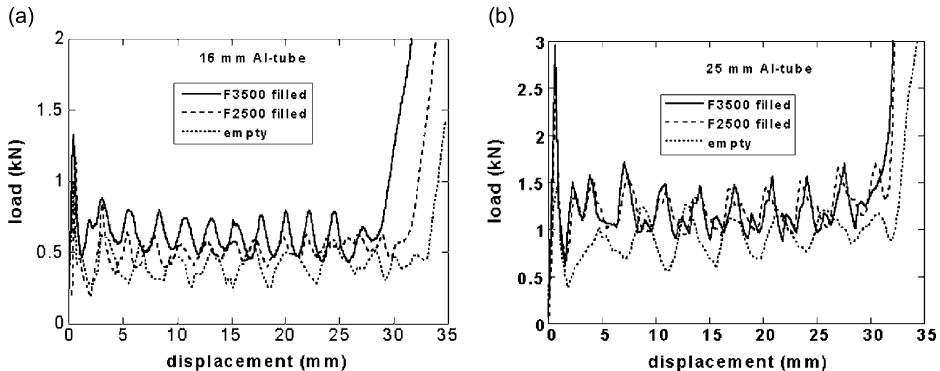 (a)
16 mm Al-tube
F3500 filled
F2500 filled
empty
load (kN)
2
1.5
1
0.5
0
0 5 10 15 20 25 30 35
displacement (mm)
(b)
25 mm Al-tube
F3500 filled
F2500 filled
empty
load (kN)
3
2.5
2
1.5
1
0.5
0
0 5 10 15 20 25 30 35
displacement (mm)